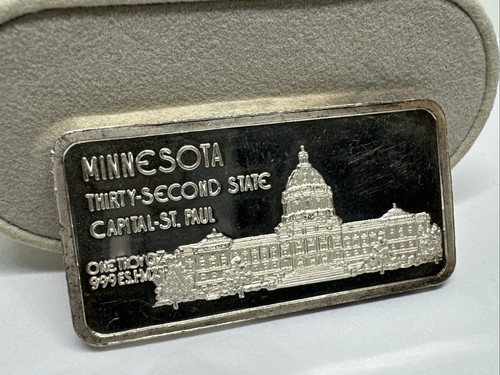 MINNESOTA
THIRTY-SECOND STATE
CAPITAL-ST. PAUL
ONE TROY OZ.
999 E.S.